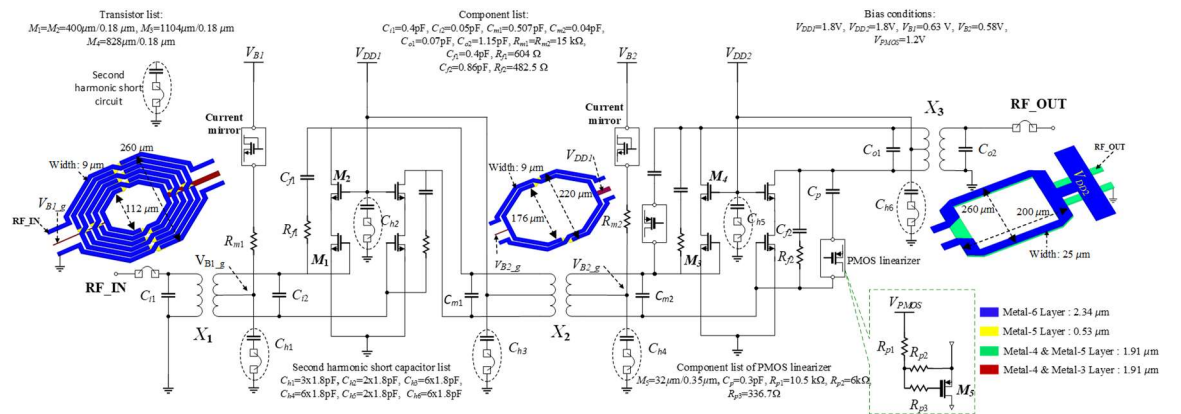 Transistor list:
M1=M2=400μm/0.18 μm, M3=1104μm/0.18 μm
M4=828μm/0.18 μm
Component list:
Ci1=0.4pF, Ci2=0.05pF, Cm1=0.507pF, Cm2=0.04pF,
Co1=0.07pF, Co2=1.15pF, Rm1=Rm2=15 kΩ,
Cf1=0.4pF, Rf1=604 Ω
Cf2=0.86pF, Rf2=482.5 Ω
Bias conditions:
VDD1=1.8V, VDD2=1.8V, VB1=0.63 V, VB2=0.58V,
VPMOS=1.2V
Second
harmonic short
circuit
VB1
VDD1
VB2
VDD2
X3
RF_OUT
Current
mirror
Current
mirror
260 μm
Width: 9 μm
112 μm
VB1_g
RF_IN
Cf1
M2
Rf1
M1
Ch2
Rm1
VB1_g
RF_IN
Ci1
Ci2
X1
Ch1
Width: 9 μm
VDD1
220 μm
176 μm
VB2_g
Rm2
VB2_g
Cm1
X2
Cm2
Ch3
Ch4
M4
M3
Ch5
Cp
Cf2
Rf2
PMOS linearizer
Co1
Co2
Ch6
RF_OUT
VDD2
260 μm
200 μm
Width: 25 μm
VPMOS
Rp1
Rp2
Rp3
M5
Metal-6 Layer : 2.34 μm
Metal-5 Layer : 0.53 μm
Metal-4 & Metal-5 Layer : 1.91 μm
Metal-4 & Metal-3 Layer : 1.91 μm
Second harmonic short capacitor list
Ch1=3x1.8pF, Ch2=2x1.8pF, Ch3=6x1.8pF,
Ch4=6x1.8pF, Ch5=2x1.8pF, Ch6=6x1.8pF
Component list of PMOS linearizer
M5=32μm/0.35μm, Cp=0.3pF, Rp1=10.5 kΩ, Rp2=6kΩ,
Rp3=336.7Ω